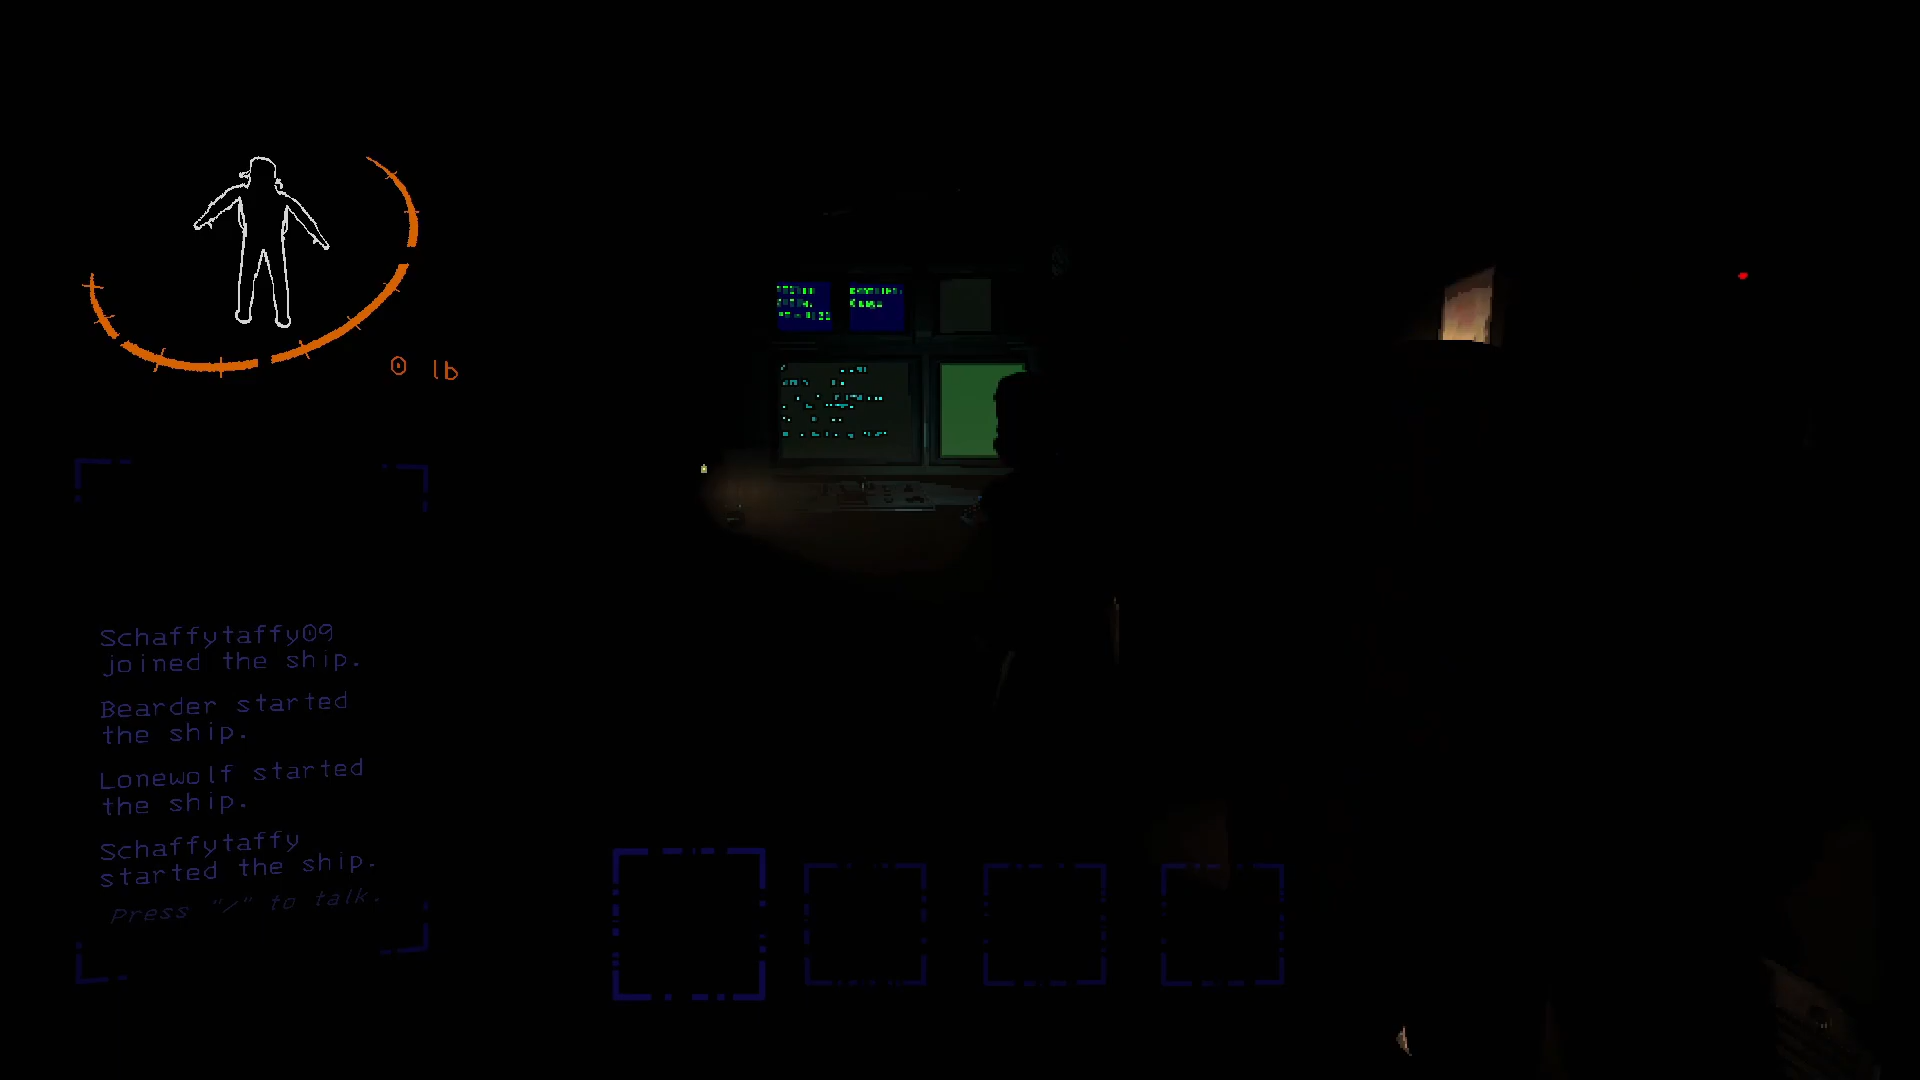 0 lb
Schaffytaffy09
joined the ship.
Bearder started
the ship.
Lonewolf started
the ship.
Schaffytaffy
started the ship.
Press "/" to talk.